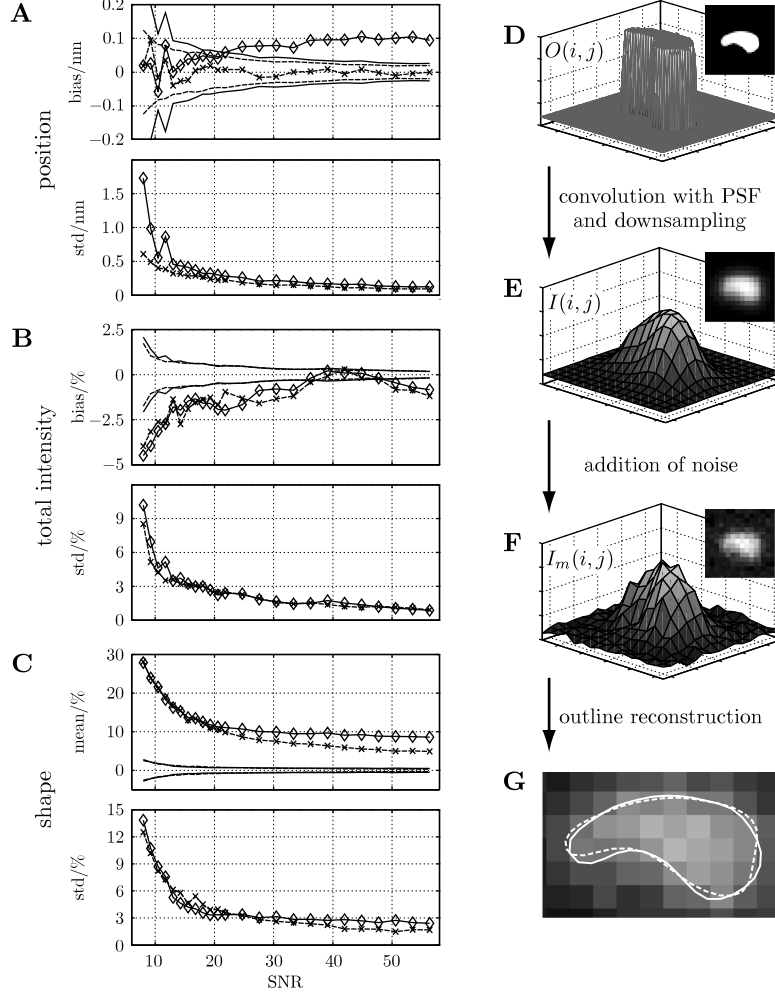 A
position
bias/nm
0.2
0.1
0
−0.1
−0.2
std/nm
1.5
1.0
0.5
0
B
total intensity
bias/%
2.5
0
−2.5
−5
std/%
9
6
3
0
C
shape
mean/%
30
20
10
0
std/%
15
12
9
6
3
0
10 20 30 40 50
SNR
D
O(i, j)
convolution with PSF
and downsampling
E
I(i, j)
addition of noise
F
I_m(i, j)
outline reconstruction
G